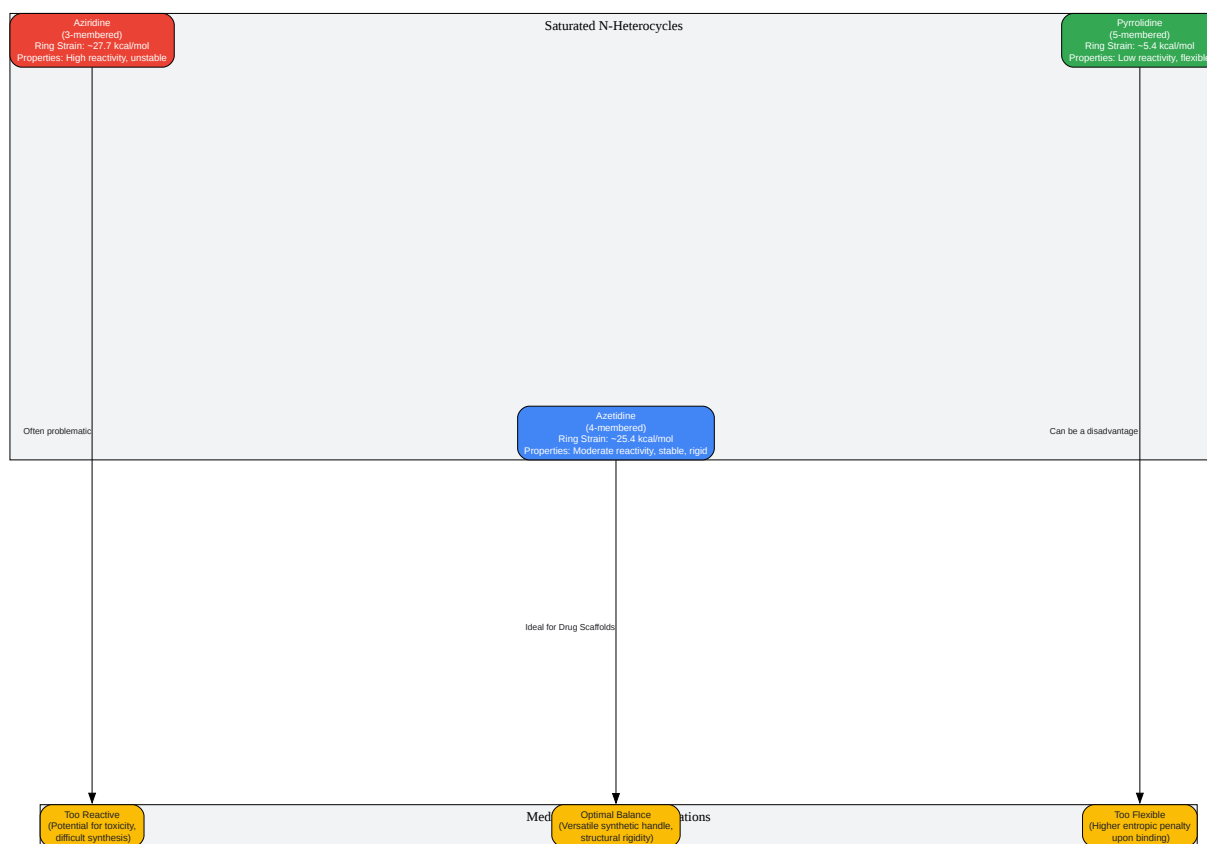 Saturated N-Heterocycles
Aziridine
(3-membered)
Ring Strain: ~27.7 kcal/mol
Properties: High reactivity, unstable
Pyrrolidine
(5-membered)
Ring Strain: ~5.4 kcal/mol
Properties: Low reactivity, flexible
Azetidine
(4-membered)
Ring Strain: ~25.4 kcal/mol
Properties: Moderate reactivity, stable, rigid
Often problematic
Can be a disadvantage
Ideal for Drug Scaffolds
Too Reactive
(Potential for toxicity,
difficult synthesis)
Optimal Balance
(Versatile synthetic handle,
structural rigidity)
Too Flexible
(Higher entropic penalty
upon binding)